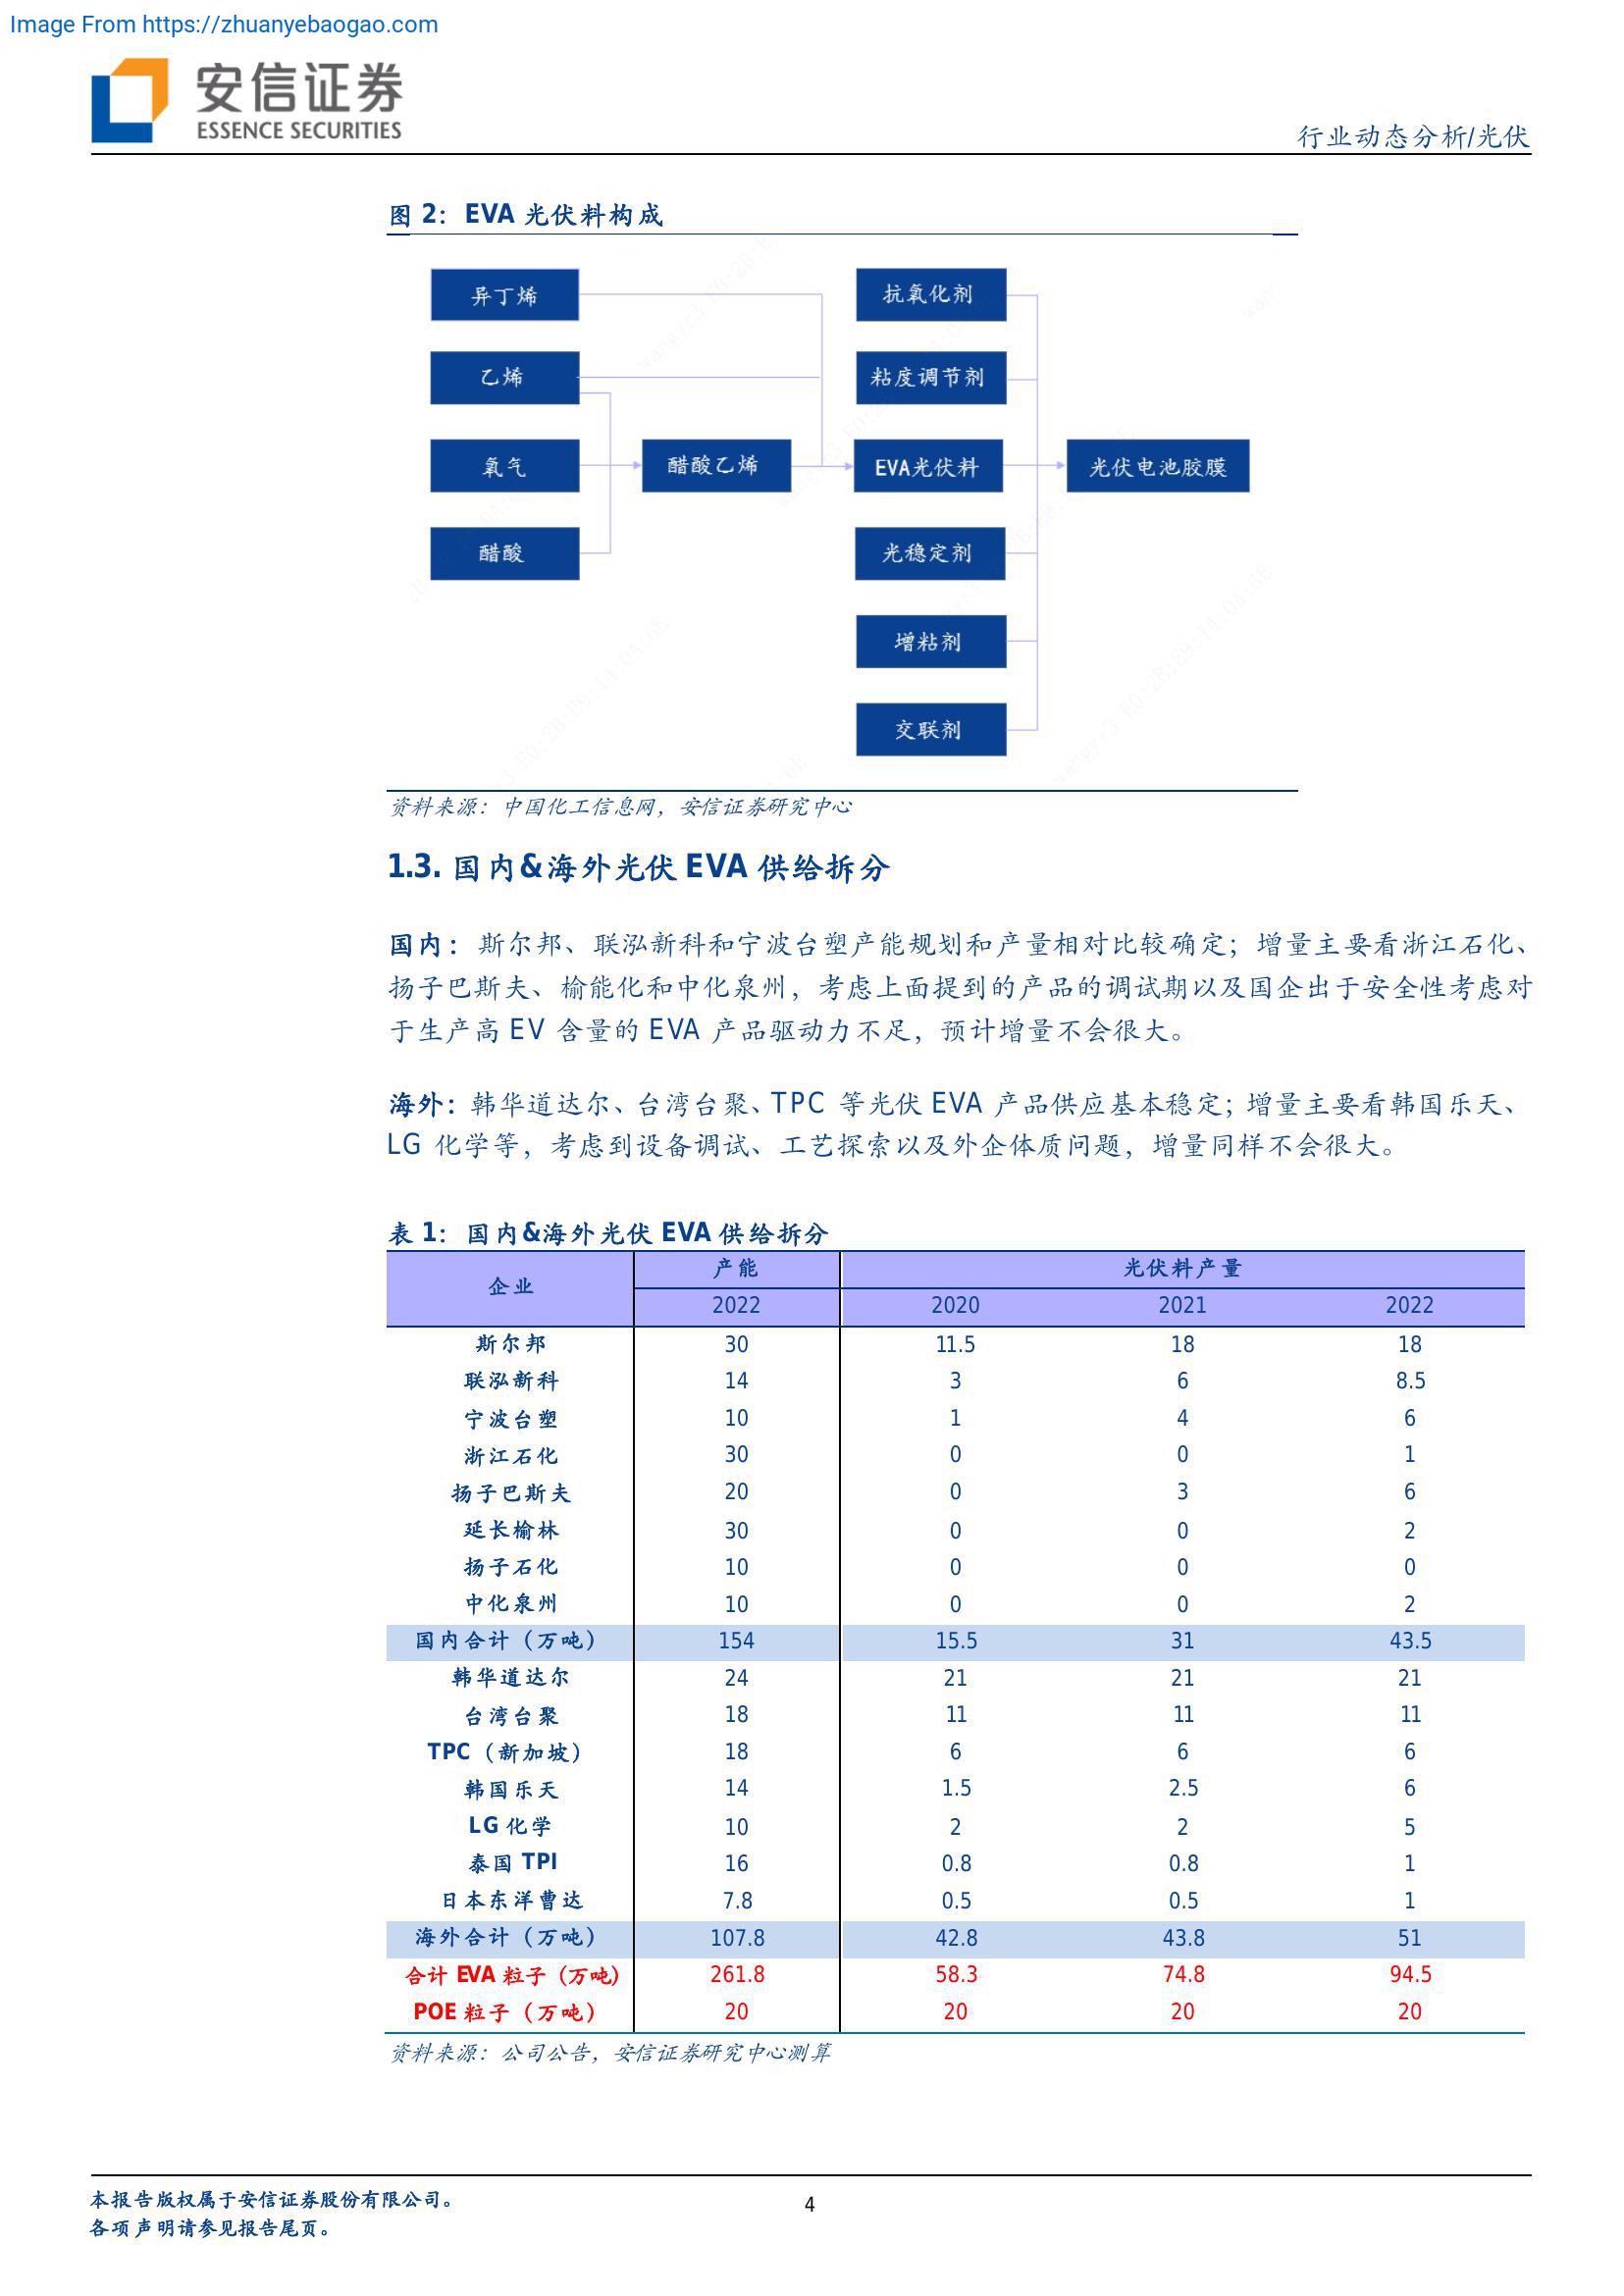 Image From https://zhuanyebaogao.com
安信证券
ESSENCE SECURITIES
行业动态分析/光伏
图 2：EVA 光伏料构成
异丁烯
抗氧化剂
乙烯
粘度调节剂
氧气
醋酸乙烯
EVA光伏料
光伏电池胶膜
醋酸
光稳定剂
增粘剂
交联剂
资料来源：中国化工信息网，安信证券研究中心
1.3. 国内&海外光伏 EVA 供给拆分
国内：斯尔邦、联泓新科和宁波台塑产能规划和产量相对比较确定；增量主要看浙江石化、
扬子巴斯夫、榆能化和中化泉州，考虑上面提到的产品的调试期以及国企出于安全性考虑对
于生产高 EV 含量的 EVA 产品驱动力不足，预计增量不会很大。
海外：韩华道达尔、台湾台聚、TPC 等光伏 EVA 产品供应基本稳定；增量主要看韩国乐天、
LG 化学等，考虑到设备调试、工艺探索以及外企体质问题，增量同样不会很大。
表 1：国内&海外光伏 EVA 供给拆分
企业 产能 光伏料产量
2022 2020 2021 2022
斯尔邦 30 11.5 18 18
联泓新科 14 3 6 8.5
宁波台塑 10 1 4 6
浙江石化 30 0 0 1
扬子巴斯夫 20 0 3 6
延长榆林 30 0 0 2
扬子石化 10 0 0 0
中化泉州 10 0 0 2
国内合计（万吨） 154 15.5 31 43.5
韩华道达尔 24 21 21 21
台湾台聚 18 11 11 11
TPC（新加坡） 18 6 6 6
韩国乐天 14 1.5 2.5 6
LG 化学 10 2 2 5
泰国 TPI 16 0.8 0.8 1
日本东洋曹达 7.8 0.5 0.5 1
海外合计（万吨） 107.8 42.8 43.8 51
合计 EVA 粒子（万吨） 261.8 58.3 74.8 94.5
POE 粒子（万吨） 20 20 20 20
资料来源：公司公告，安信证券研究中心测算
本报告版权属于安信证券股份有限公司。
各项声明请参见报告尾页。
4